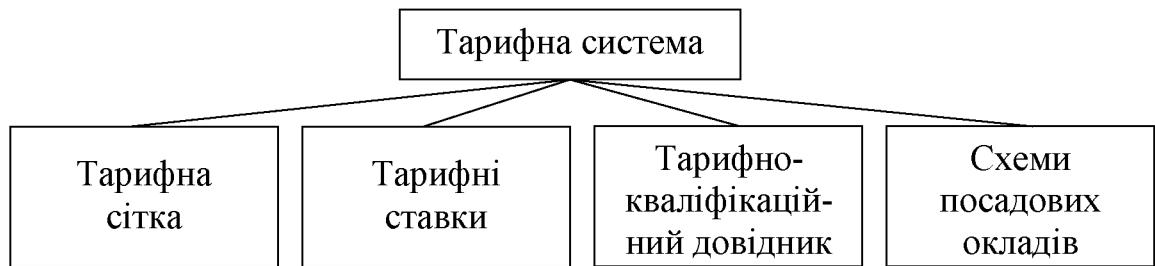 Тарифна система
Тарифна
сітка
Тарифні
ставки
Тарифно-
кваліфікацій-
ний довідник
Схеми
посадових
окладів